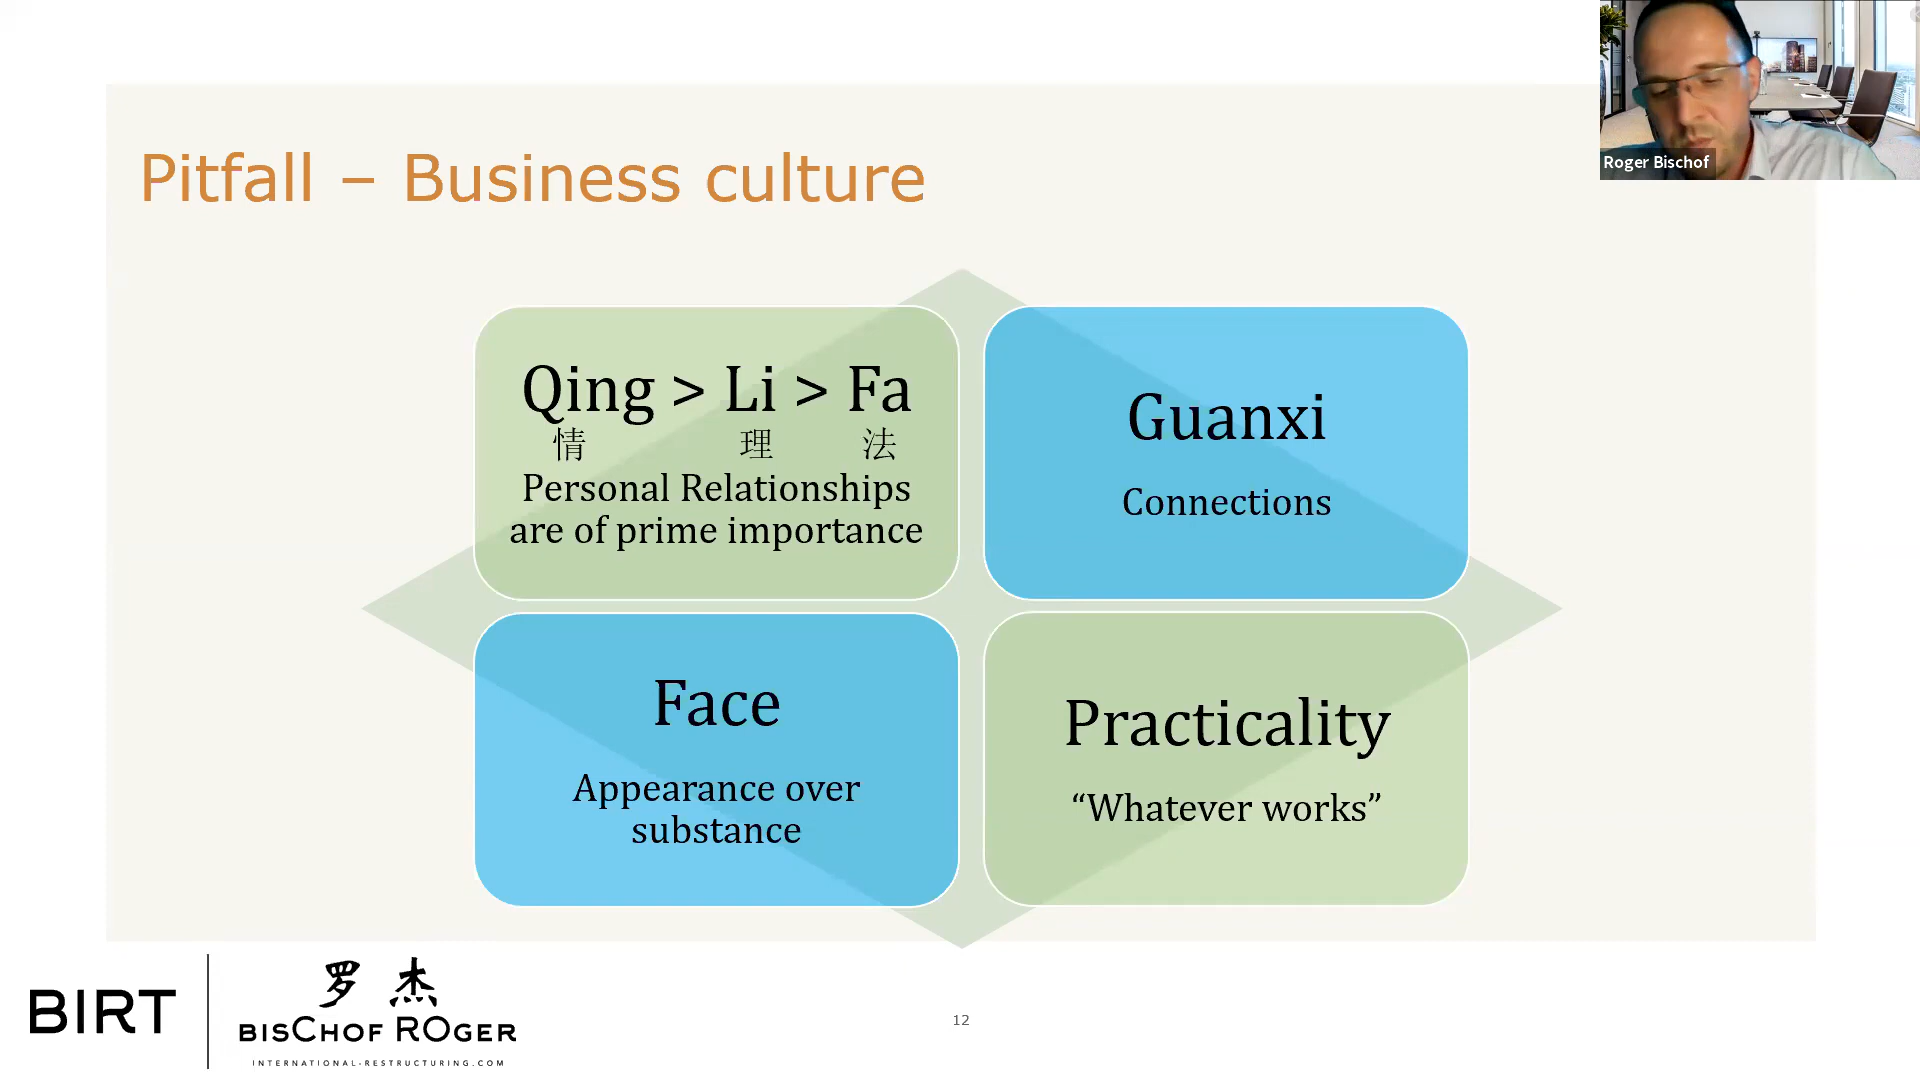 Roger Bischof
Pitfall – Business culture
Qing > Li > Fa
情 理 法
Personal Relationships
are of prime importance
Guanxi
Connections
Face
Appearance over
substance
Practicality
“Whatever works”
BIRT
罗 杰
BISCHOF ROGER
INTERNATIONAL-RESTRUCTURING.COM
12